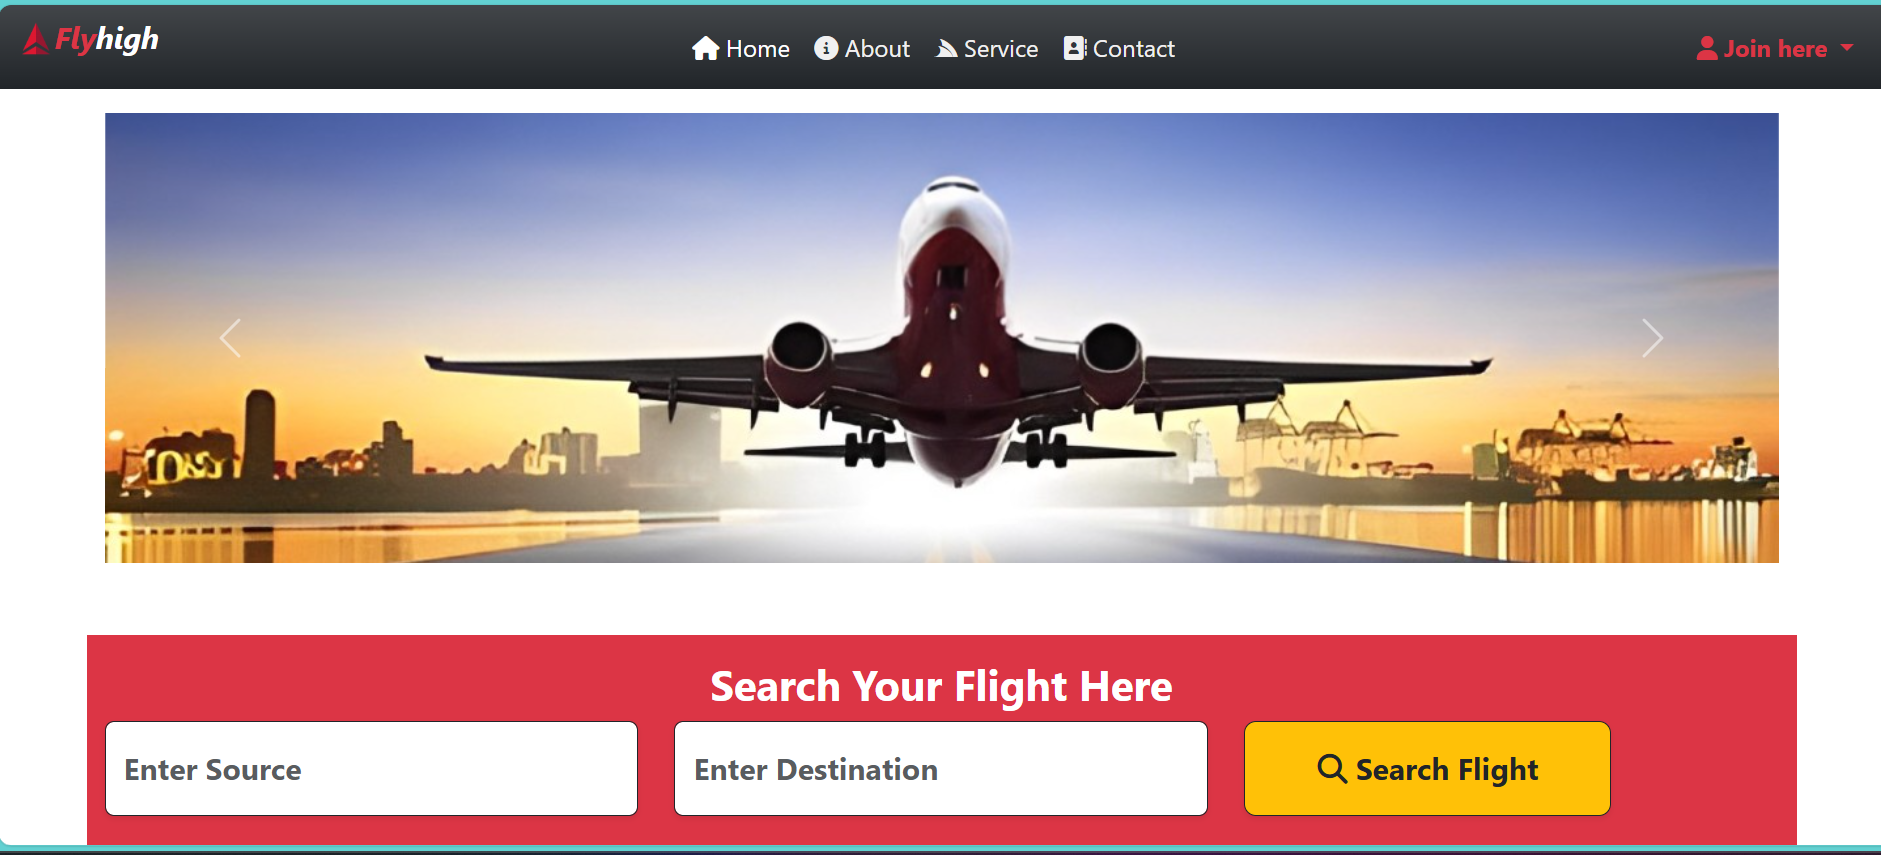 Flyhigh
Home About Service Contact
Join here
Search Your Flight Here
Enter Source
Enter Destination
Search Flight